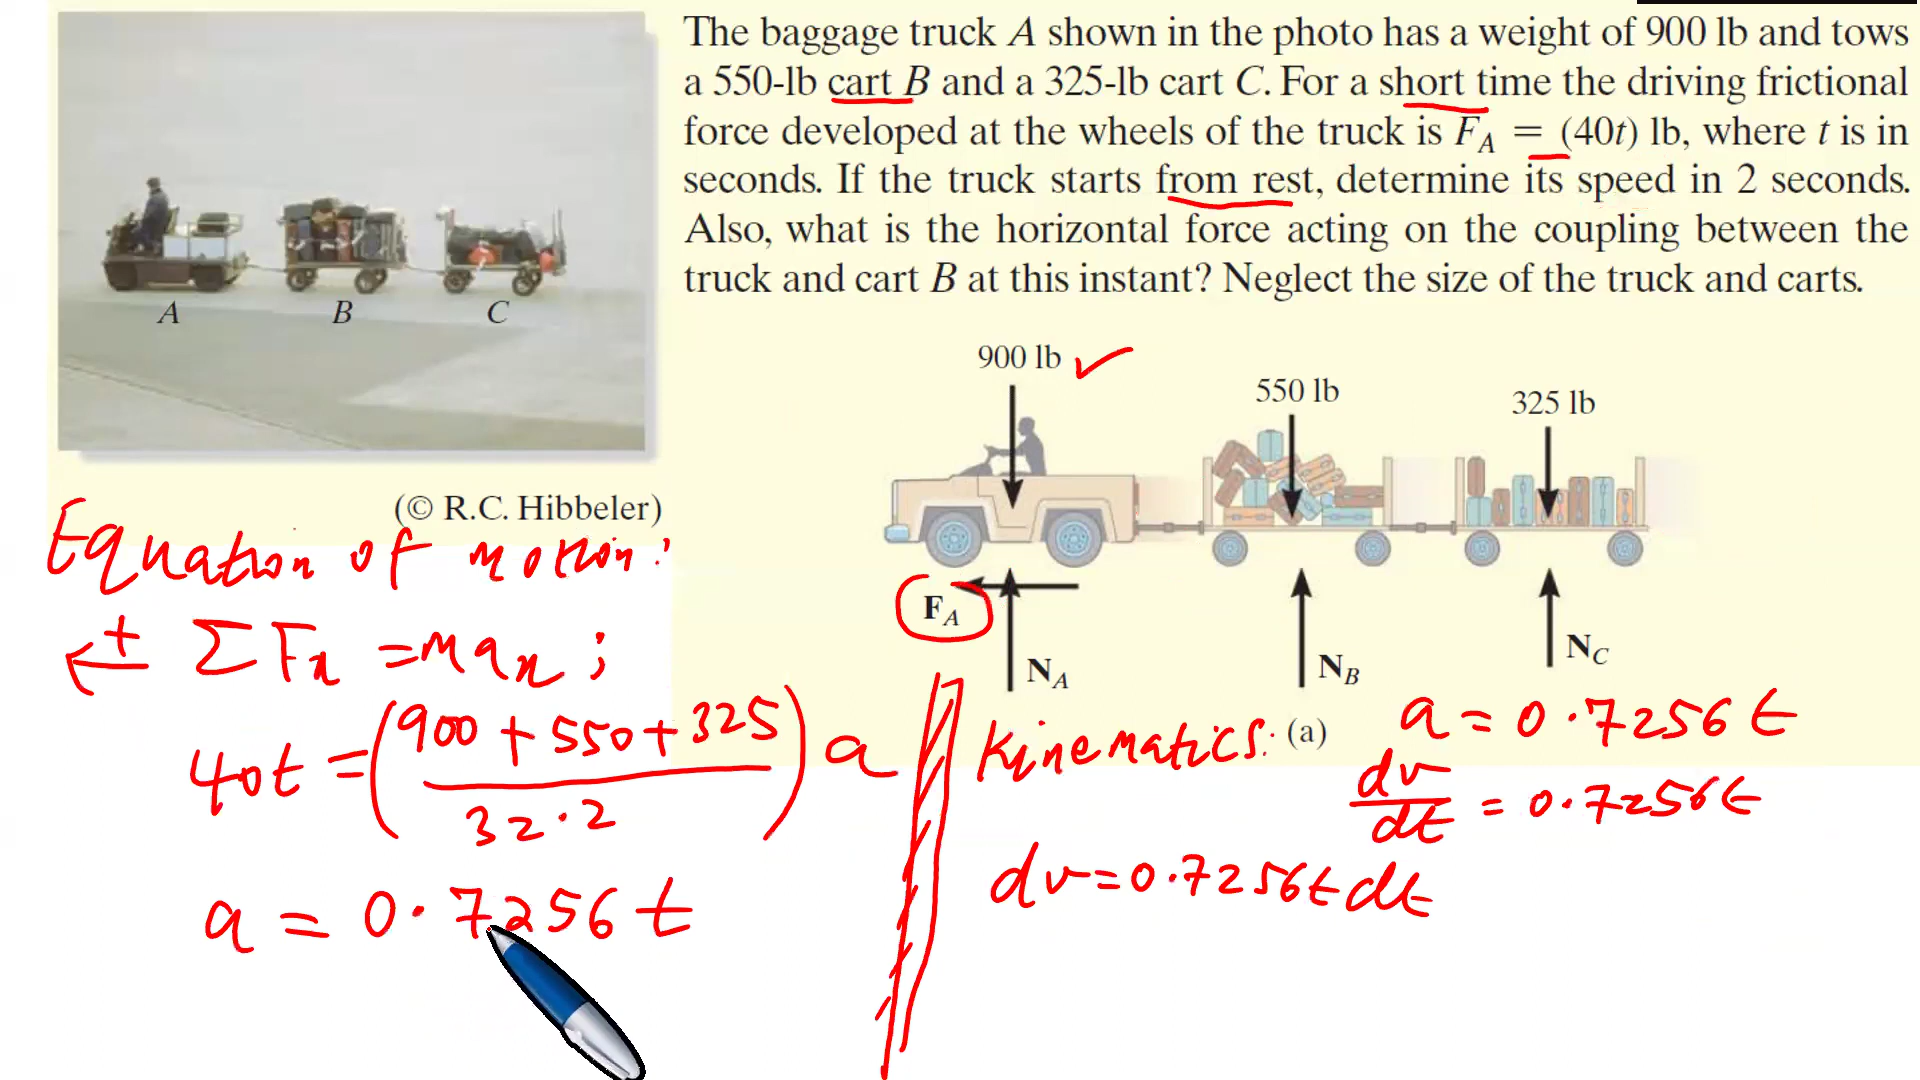 The baggage truck A shown in the photo has a weight of 900 lb and tows
a 550-lb cart B and a 325-lb cart C. For a short time the driving frictional
force developed at the wheels of the truck is F_A = (40t) lb, where t is in
seconds. If the truck starts from rest, determine its speed in 2 seconds.
Also, what is the horizontal force acting on the coupling between the
truck and cart B at this instant? Neglect the size of the truck and carts.
A B C
(© R.C. Hibbeler)
900 lb
550 lb
325 lb
F_A
N_A
N_B
N_C
(a)
Equation of motion:
←+ ΣFx = max ;
40t = (900 + 550 + 325 / 32.2) a
a = 0.7256 t
Kinematics:
a = 0.7256 t
dv/dt = 0.7256 t
dv = 0.7256 t dt